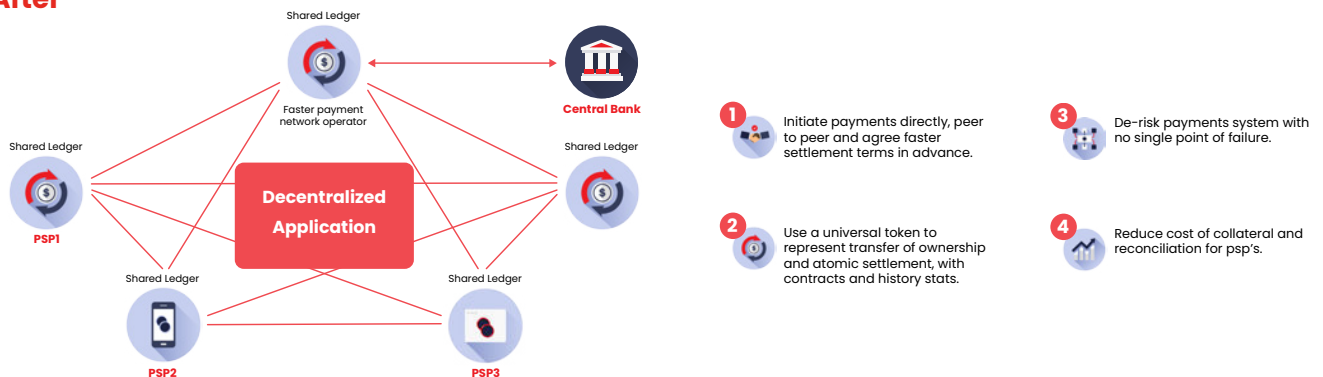 After
Shared Ledger
Faster payment
network operator
Central Bank
Shared Ledger
PSP1
Shared Ledger
Decentralized
Application
Shared Ledger
PSP2
Shared Ledger
PSP3
1
Initiate payments directly, peer
to peer and agree faster
settlement terms in advance.
2
Use a universal token to
represent transfer of ownership
and atomic settlement, with
contracts and history stats.
3
De-risk payments system with
no single point of failure.
4
Reduce cost of collateral and
reconciliation for psp's.